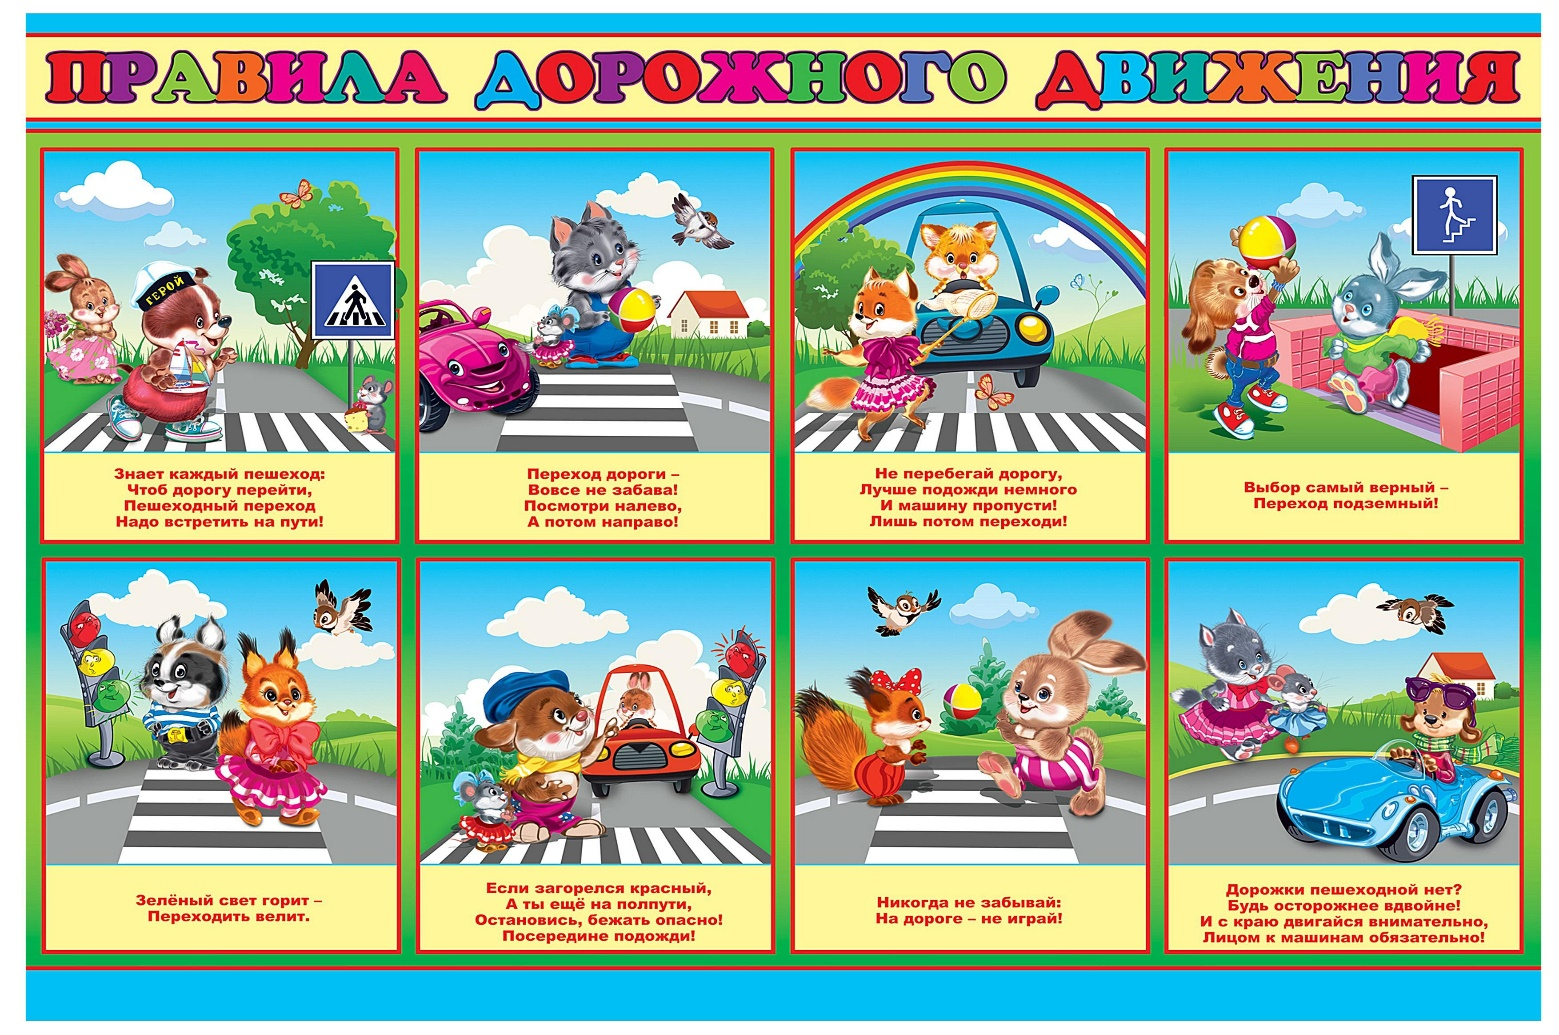 ПРАВИЛА ДОРОЖНОГО ДВИЖЕНИЯ
ГЕРОЙ
Знает каждый пешеход:
Чтоб дорогу перейти,
Пешеходный переход
Надо встретить на пути!
Переход дороги –
Вовсе не забава!
Посмотри налево,
А потом направо!
Не перебегай дорогу,
Лучше подожди немного
И машину пропусти!
Лишь потом переходи!
Выбор самый верный –
Переход подземный!
Зелёный свет горит –
Переходить велит.
Если загорелся красный,
А ты ещё на полпути,
Остановись, бежать опасно!
Посередине подожди!
Никогда не забывай:
На дороге – не играй!
Дорожки пешеходной нет?
Будь осторожнее вдвойне!
И с краю двигайся внимательно,
Лицом к машинам обязательно!